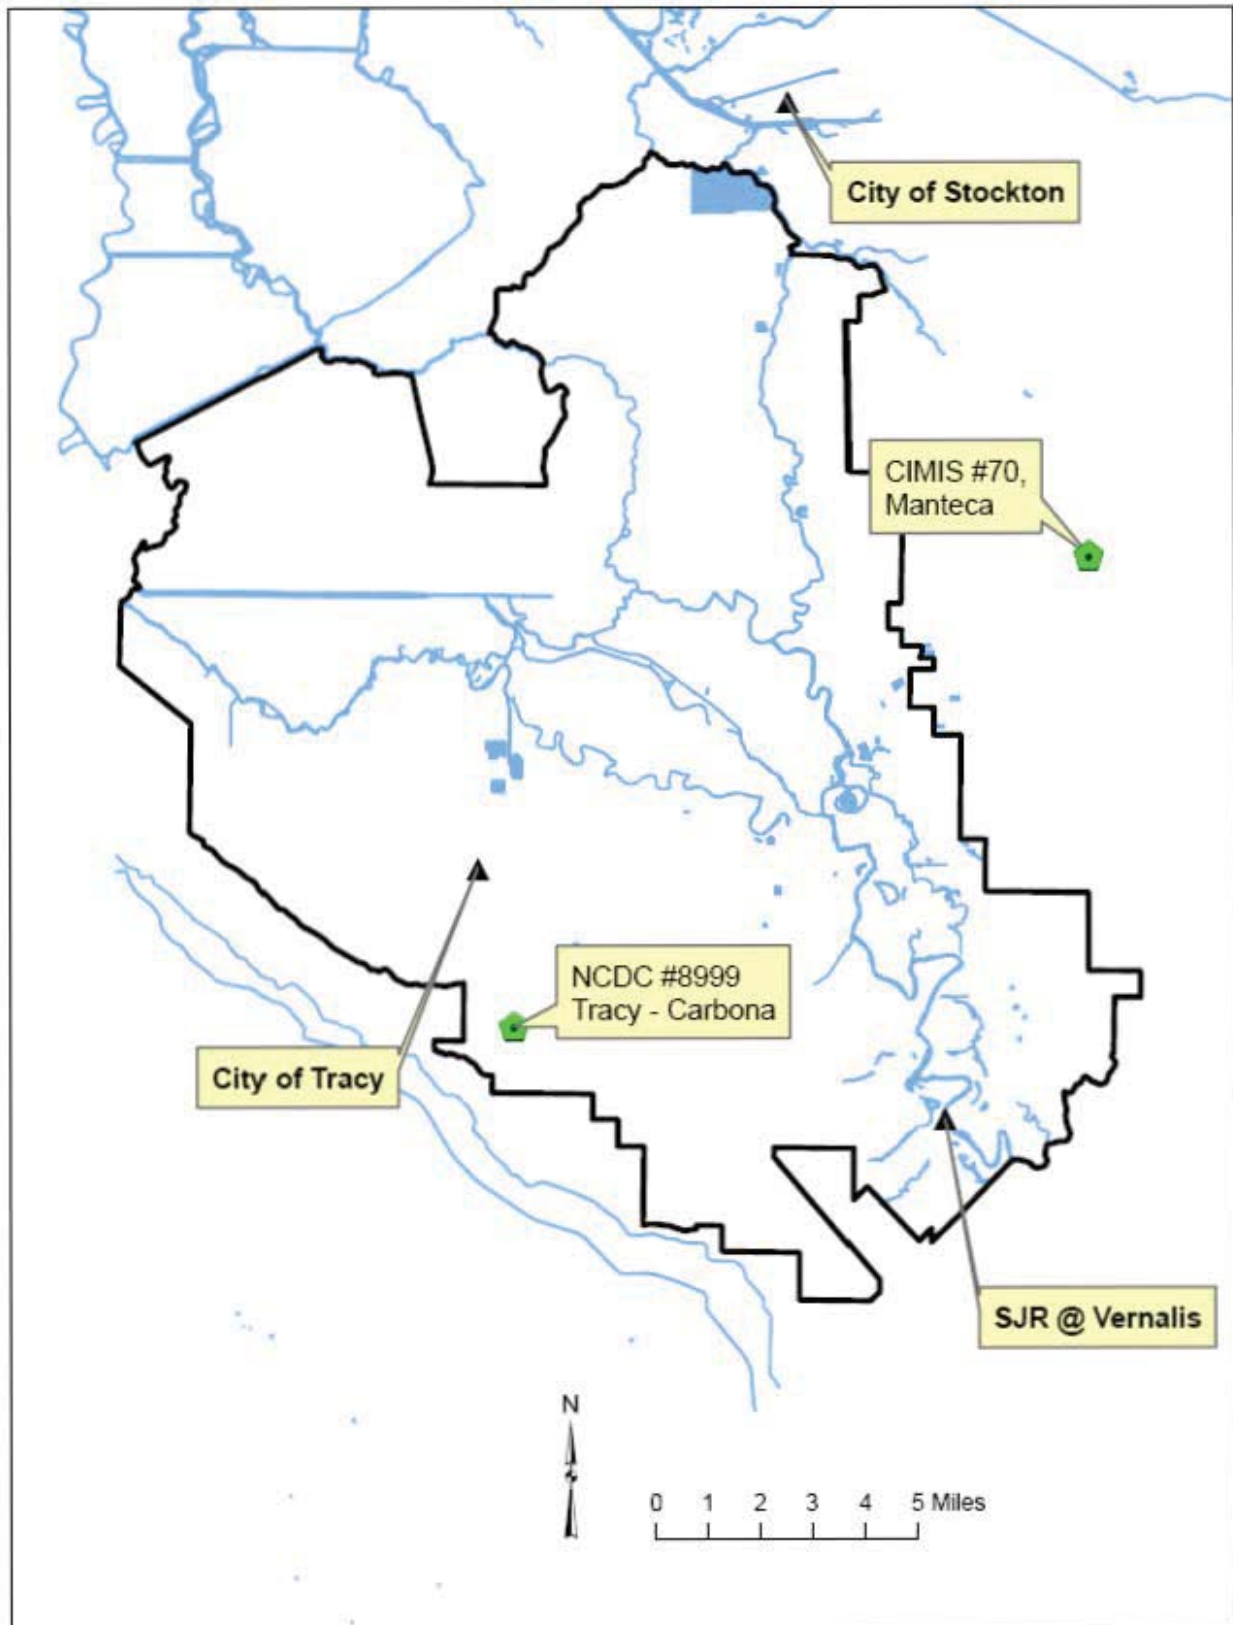 City of Stockton
CIMIS #70,
Manteca
NCDC #8999
Tracy - Carbona
City of Tracy
SJR @ Vernalis
N
0 1 2 3 4 5 Miles